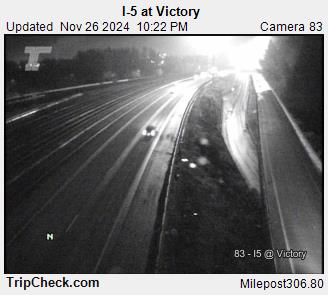 I-5 at Victory
Updated Nov 26 2024 10:22 PM Camera 83
T
N
83 - I5 @ Victory
TripCheck.com Milepost306.80